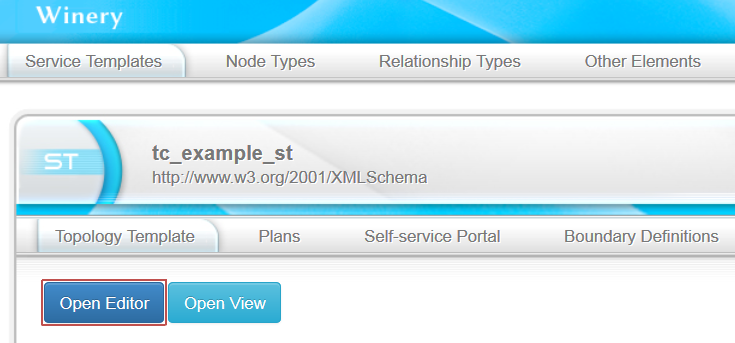 Winery
Service Templates Node Types Relationship Types Other Elements
ST
tc_example_st
http://www.w3.org/2001/XMLSchema
Topology Template Plans Self-service Portal Boundary Definitions
Open Editor Open View